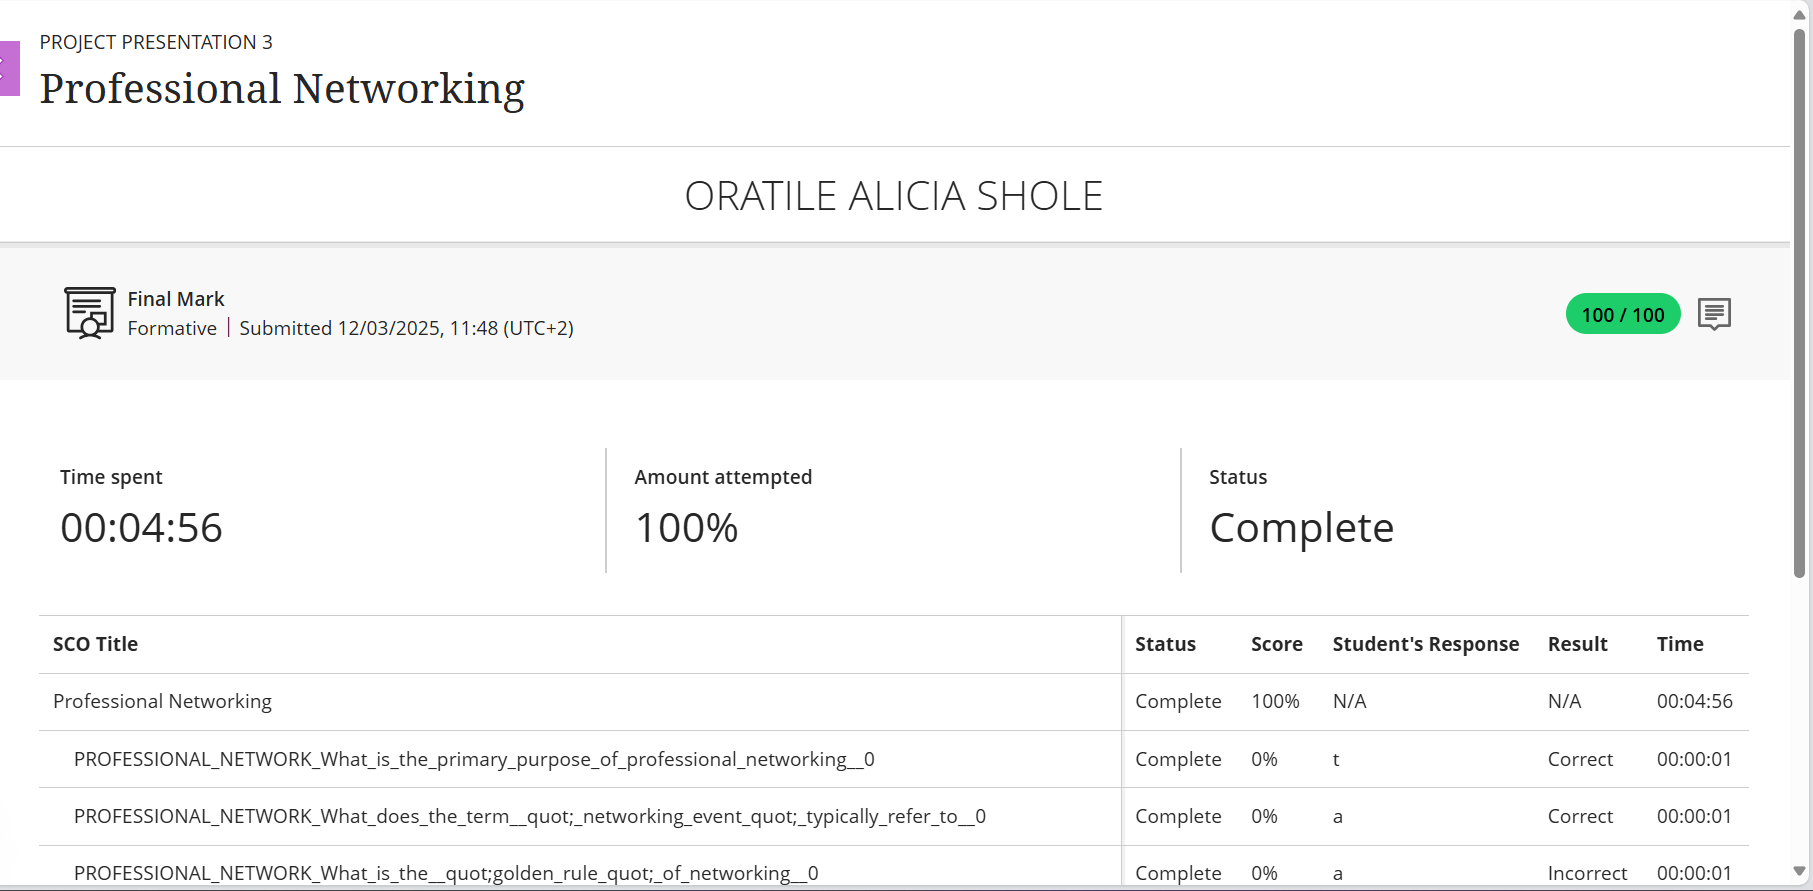 PROJECT PRESENTATION 3
Professional Networking
ORATILE ALICIA SHOLE
Final Mark
Formative | Submitted 12/03/2025, 11:48 (UTC+2)
100 / 100
Time spent
00:04:56
Amount attempted
100%
Status
Complete
SCO Title Status Score Student's Response Result Time
Professional Networking Complete 100% N/A N/A 00:04:56
PROFESSIONAL_NETWORK_What_is_the_primary_purpose_of_professional_networking__0 Complete 0% t Correct 00:00:01
PROFESSIONAL_NETWORK_What_does_the_term__quot;_networking_event_quot;_typically_refer_to__0 Complete 0% a Correct 00:00:01
PROFESSIONAL_NETWORK_What_is_the__quot;golden_rule_quot;_of_networking__0 Complete 0% a Incorrect 00:00:01